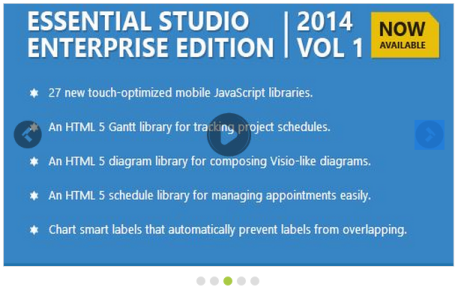 ESSENTIAL STUDIO
ENTERPRISE EDITION
2014
VOL 1
NOW
AVAILABLE
27 new touch-optimized mobile JavaScript libraries.
An HTML 5 Gantt library for tracking project schedules.
An HTML 5 diagram library for composing Visio-like diagrams.
An HTML 5 schedule library for managing appointments easily.
Chart smart labels that automatically prevent labels from overlapping.